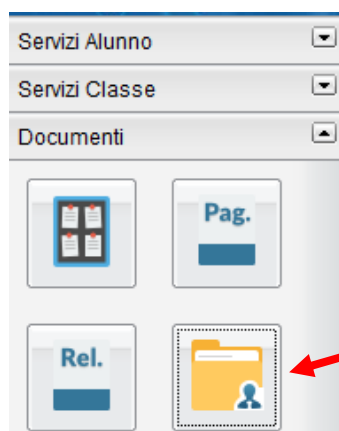 Servizi Alunno
Servizi Classe
Documenti
Pag.
Rel.